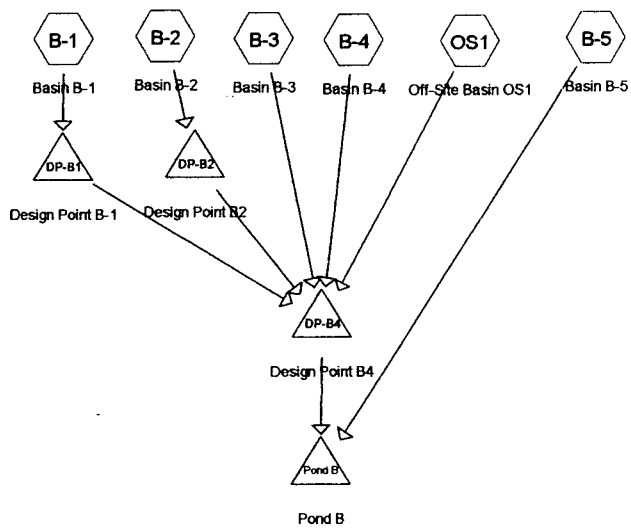 B-1
B-2
B-3
B-4
OS1
B-5
Basin B-1
Basin B-2
Basin B-3
Basin B-4
Off-Site Basin OS1
Basin B-5
DP-B1
DP-B2
Design Point B-1
Design Point B2
DP-B4
Design Point B4
Pond B
Pond B